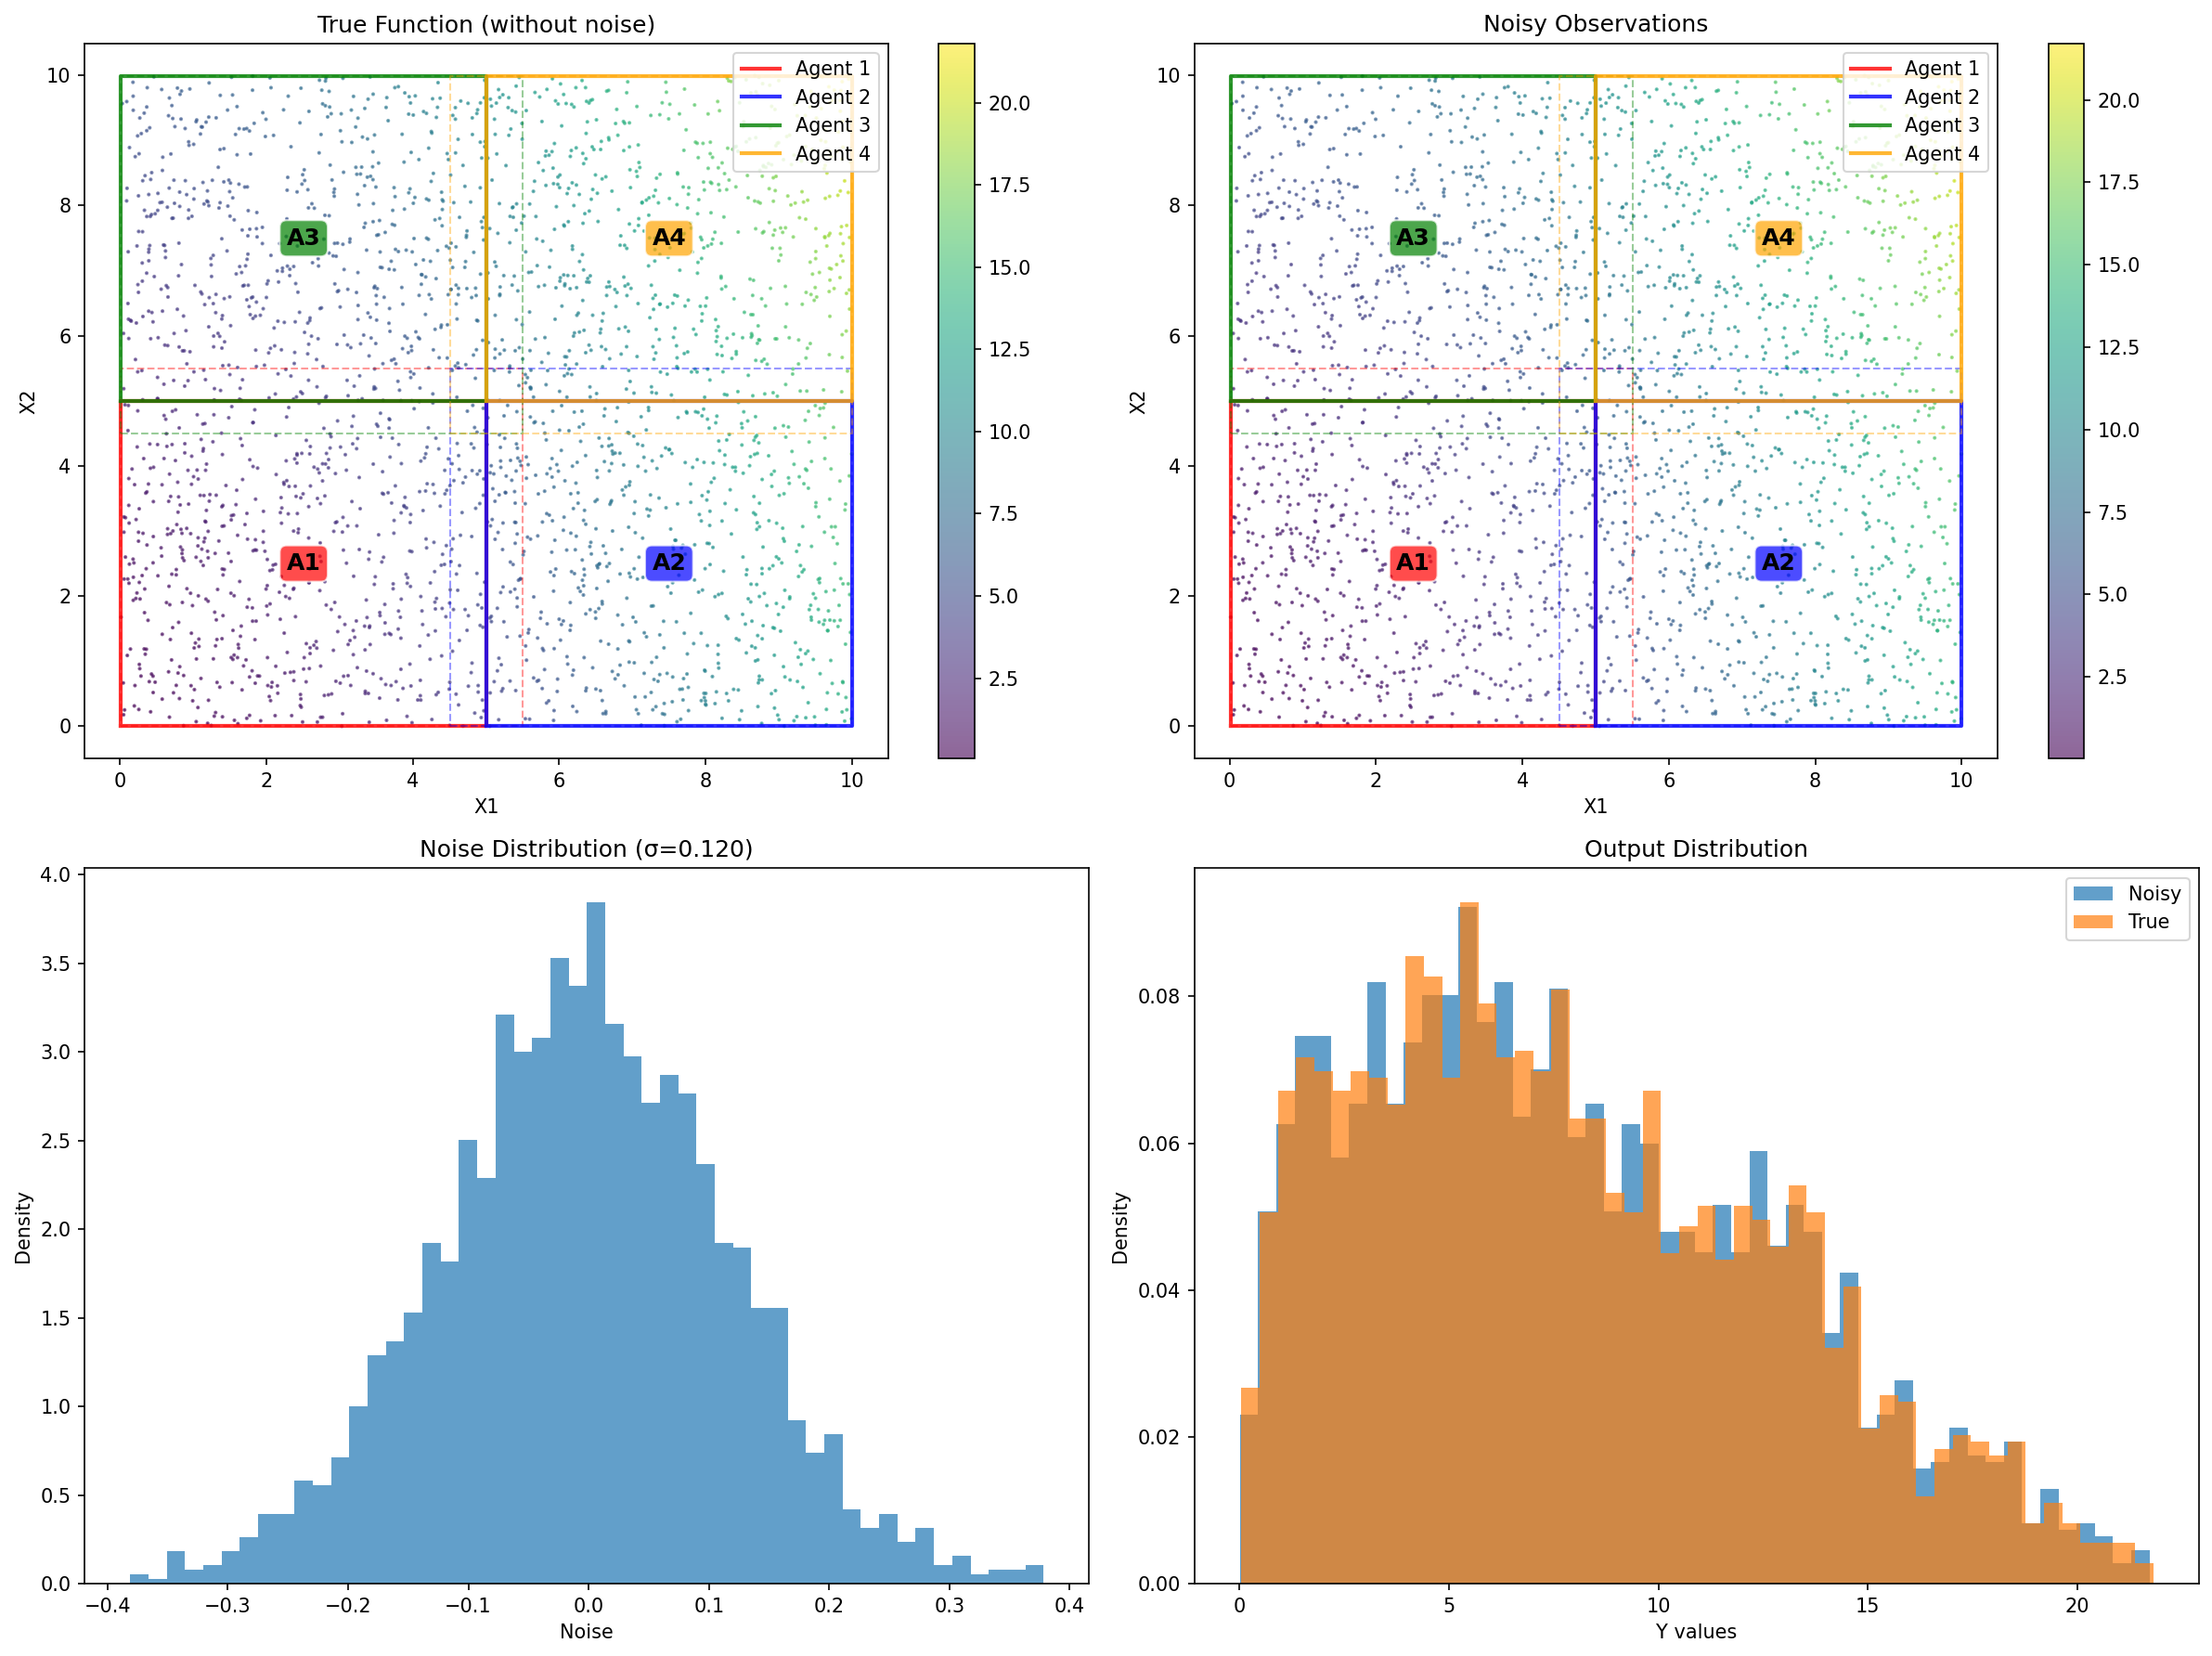 True Function (without noise)
Agent 1
Agent 2
Agent 3
Agent 4
A3
A4
A1
A2
X2
10
8
6
4
2
0
0
2
4
6
8
10
X1
20.0
17.5
15.0
12.5
10.0
7.5
5.0
2.5
Noisy Observations
Agent 1
Agent 2
Agent 3
Agent 4
A3
A4
A1
A2
X2
10
8
6
4
2
0
0
2
4
6
8
10
X1
20.0
17.5
15.0
12.5
10.0
7.5
5.0
2.5
Noise Distribution (σ=0.120)
Density
4.0
3.5
3.0
2.5
2.0
1.5
1.0
0.5
0.0
−0.4
−0.3
−0.2
−0.1
0.0
0.1
0.2
0.3
0.4
Noise
Output Distribution
Noisy
True
Density
0.08
0.06
0.04
0.02
0.00
0
5
10
15
20
Y values